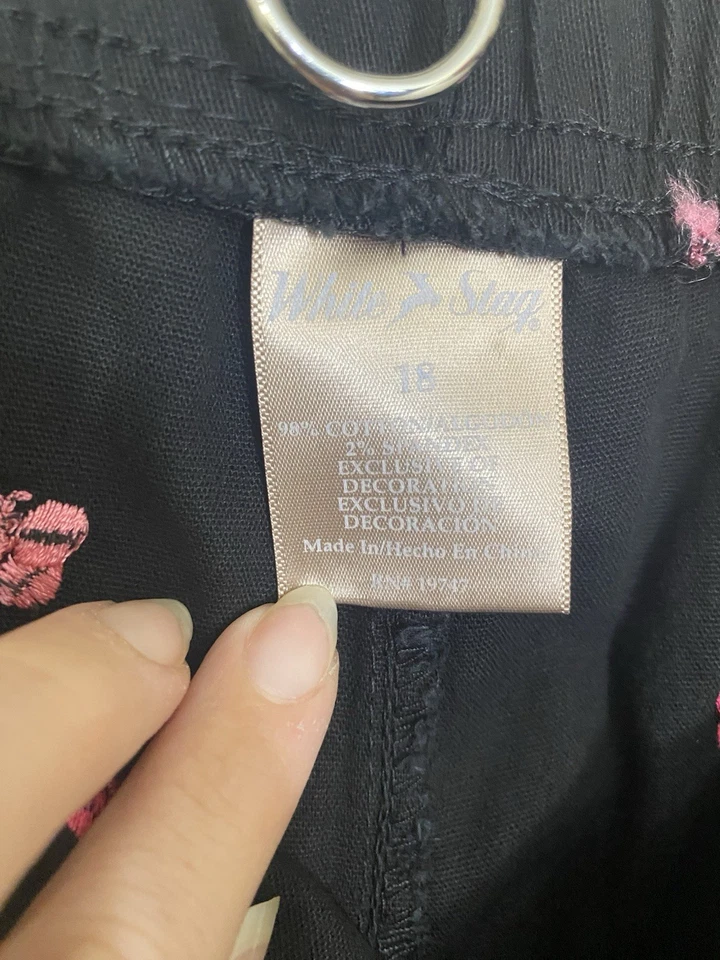 White Stag®
18
98% COTTON/ALGODON
2% SPANDEX
EXCLUSIVE OF
DECORATION
EXCLUSIVO DE
DECORACIÓN
Made In/Hecho En China
RN# 19747